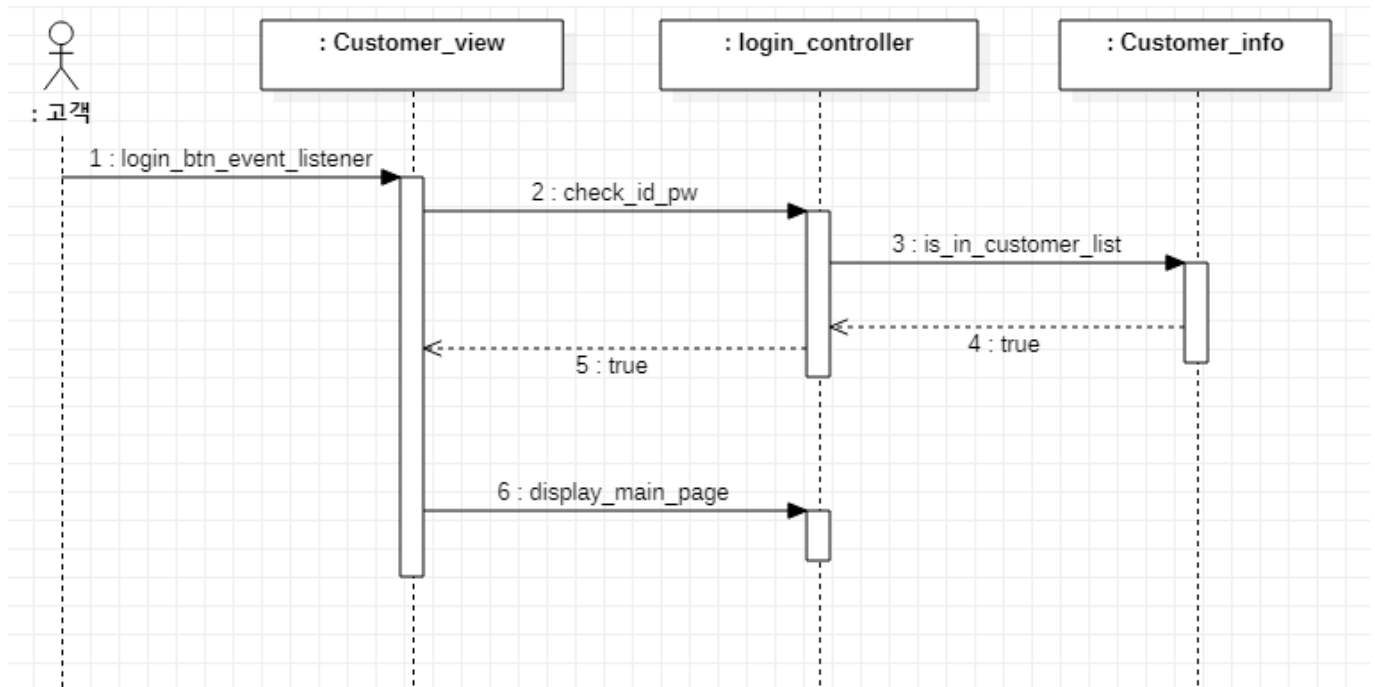 : Customer_view
: login_controller
: Customer_info
: 고객
1 : login_btn_event_listener
2 : check_id_pw
3 : is_in_customer_list
4 : true
5 : true
6 : display_main_page